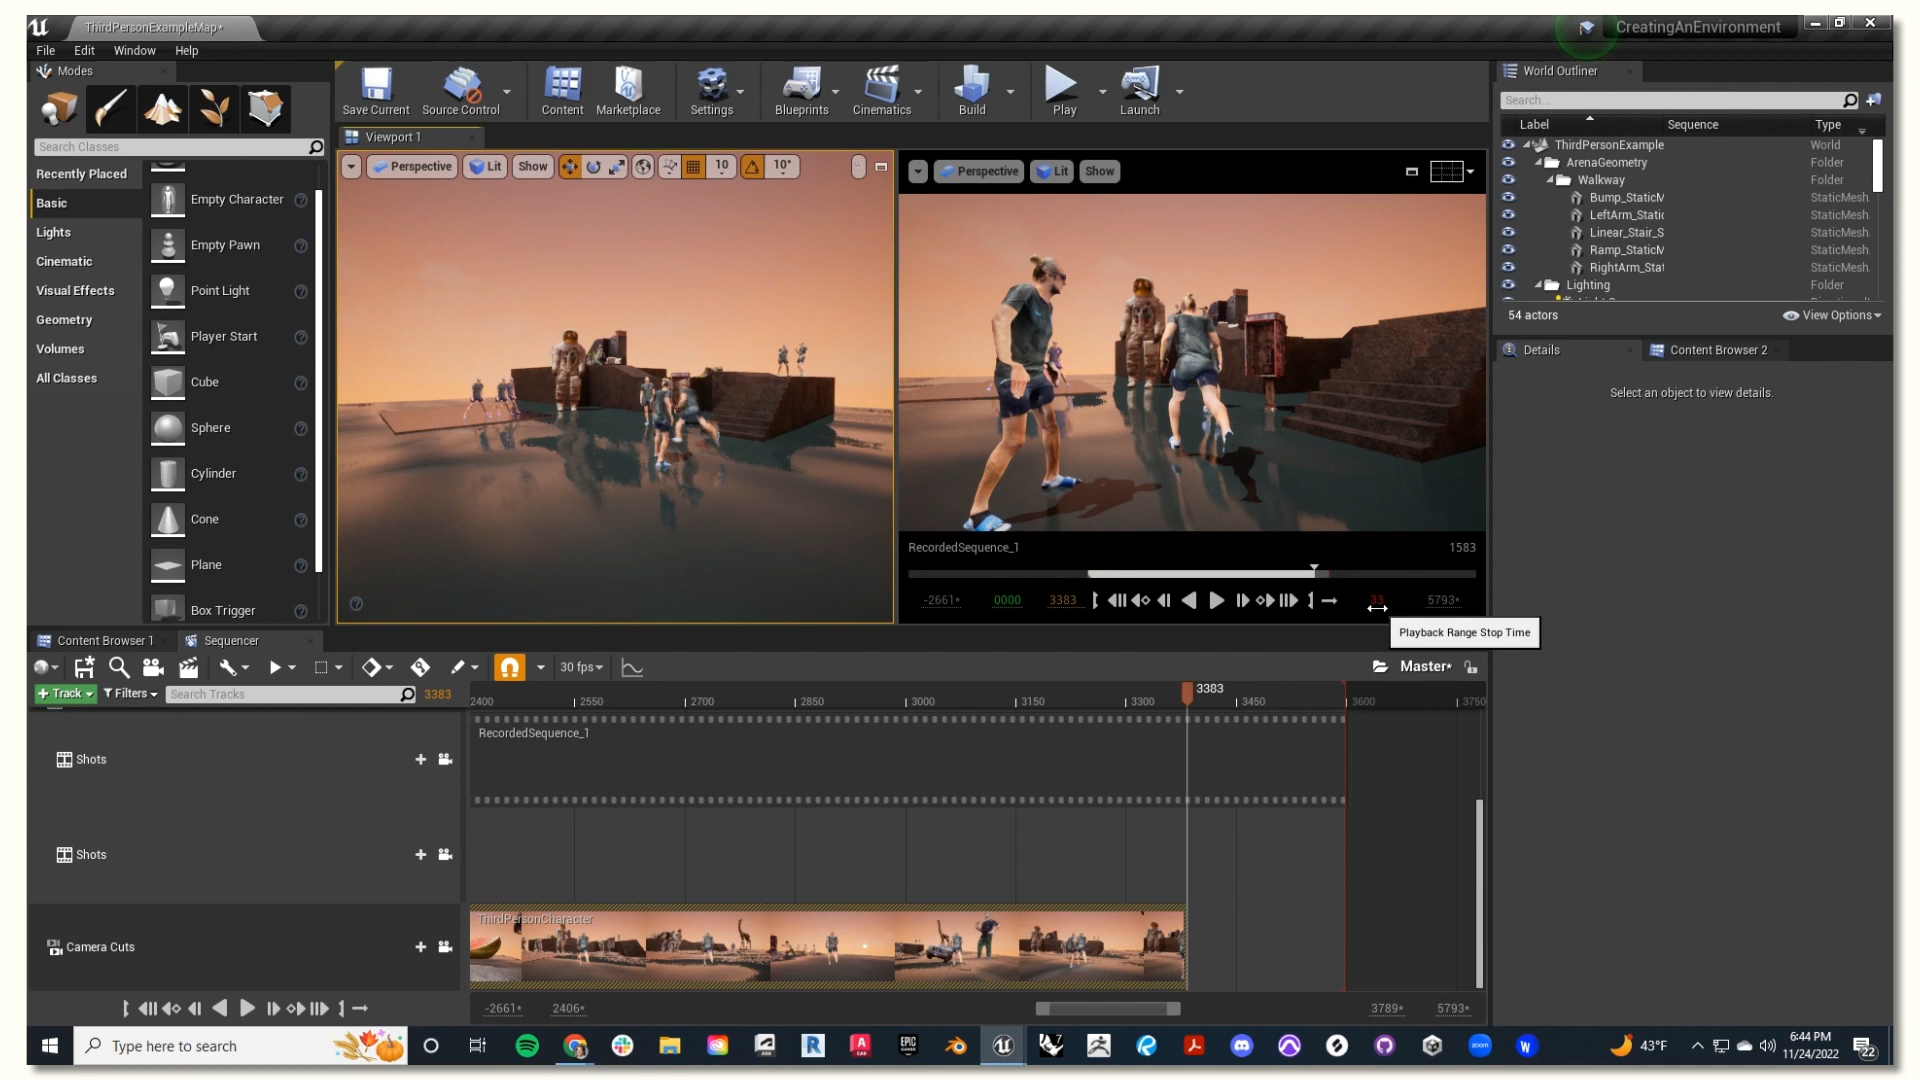 ThirdPersonExampleMap*
CreatingAnEnvironment
File Edit Window Help
Modes
Search Classes
Recently Placed
Basic
Lights
Cinematic
Visual Effects
Geometry
Volumes
All Classes
Empty Character
Empty Pawn
Point Light
Player Start
Cube
Sphere
Cylinder
Cone
Plane
Box Trigger
Save Current Source Control Content Marketplace Settings Blueprints Cinematics Build Play Launch
Viewport 1
Perspective Lit Show 10 10°
Perspective Lit Show
RecordedSequence_1 1583
-2661* 0000 3383 5793*
Playback Range Stop Time
World Outliner
Search...
Label Sequence Type
ThirdPersonExample World
ArenaGeometry Folder
Walkway Folder
Bump_StaticM StaticMesh
LeftArm_Static StaticMesh
Linear_Stair_S StaticMesh
Ramp_StaticM StaticMesh
RightArm_Stat StaticMesh
Lighting Folder
54 actors View Options
Details Content Browser 2
Select an object to view details.
Content Browser 1 Sequencer
30 fps Master*
+ Track Filters Search Tracks 3383
2400 2550 2700 2850 3000 3150 3300 3383 3450 3600 3750
RecordedSequence_1
Shots
Shots
ThirdPersonCharacter
Camera Cuts
-2661* 2406* 3789* 5793*
Type here to search
43°F
6:44 PM
11/24/2022
22